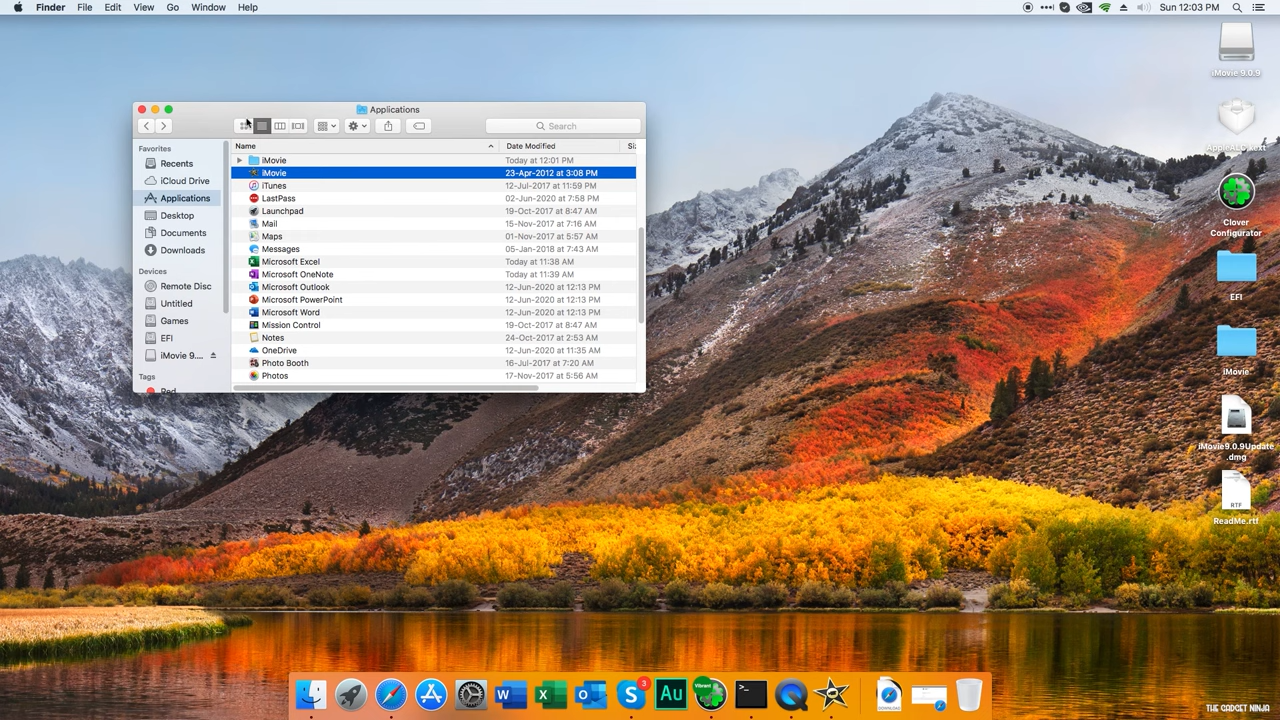 Finder File Edit View Go Window Help
Sun 12:03 PM
Applications
Search
Favorites
Recents
iCloud Drive
Applications
Desktop
Documents
Downloads
Devices
Remote Disc
Untitled
Games
EFI
iMovie 9....
Tags
Red
Name Date Modified Si
iMovie Today at 12:01 PM
iMovie 23-Apr-2012 at 3:08 PM
iTunes 12-Jul-2017 at 11:59 PM
LastPass 02-Jun-2020 at 7:58 PM
Launchpad 19-Oct-2017 at 8:47 AM
Mail 15-Nov-2017 at 7:16 AM
Maps 01-Nov-2017 at 5:57 AM
Messages 05-Jan-2018 at 7:43 AM
Microsoft Excel Today at 11:38 AM
Microsoft OneNote Today at 11:39 AM
Microsoft Outlook 12-Jun-2020 at 12:13 PM
Microsoft PowerPoint 12-Jun-2020 at 12:13 PM
Microsoft Word 12-Jun-2020 at 12:13 PM
Mission Control 19-Oct-2017 at 8:47 AM
Notes 24-Oct-2017 at 2:53 AM
OneDrive 12-Jun-2020 at 11:35 AM
Photo Booth 16-Jul-2017 at 7:20 AM
Photos 17-Nov-2017 at 5:56 AM
iMovie 9.0.9
AppleALC.kext
Clover
Configurator
EFI
iMovie
iMovie9.0.9Update
.dmg
ReadMe.rtf
W X O S 3 Au Vibrant >_
DOWNLOAD
THE GADGET NINJA